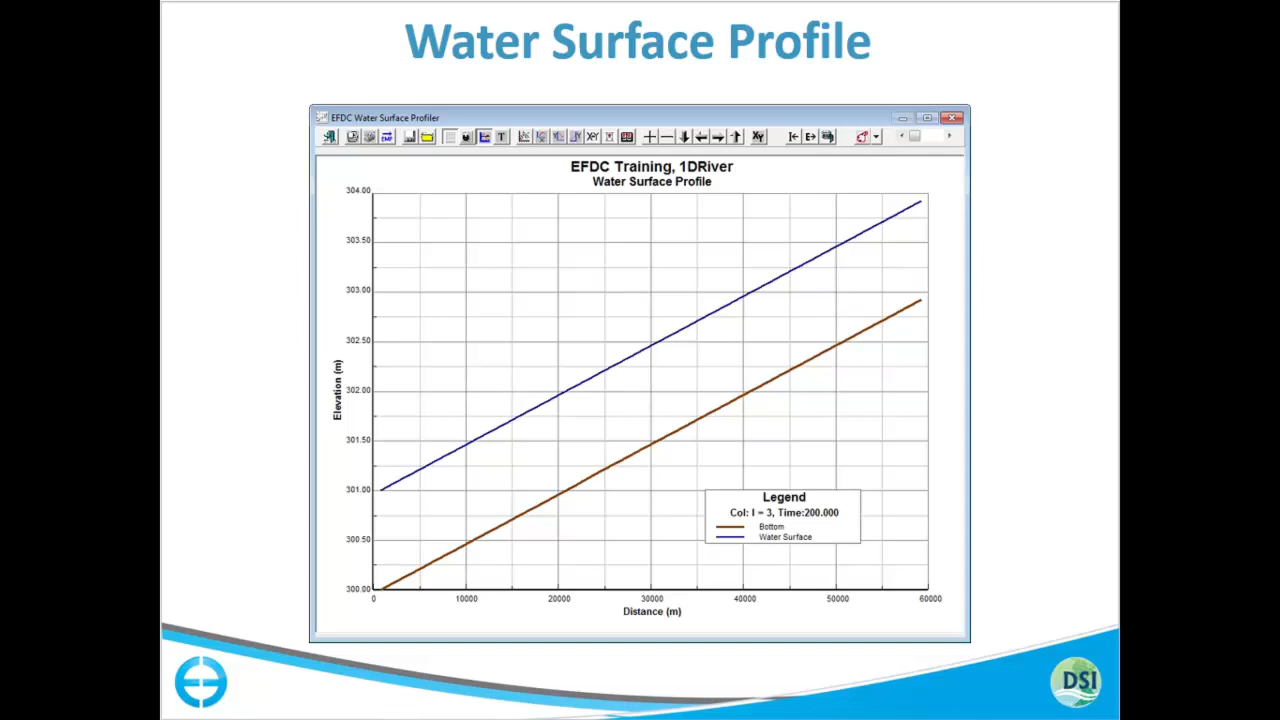 Water Surface Profile
EFDC Water Surface Profiler
T
XY
EFDC Training, 1DRiver
Water Surface Profile
304.00
303.50
303.00
302.50
302.00
301.50
301.00
300.50
300.00
Elevation (m)
Legend
Col: I = 3, Time:200.000
Bottom
Water Surface
0 10000 20000 30000 40000 50000 60000
Distance (m)
DSI